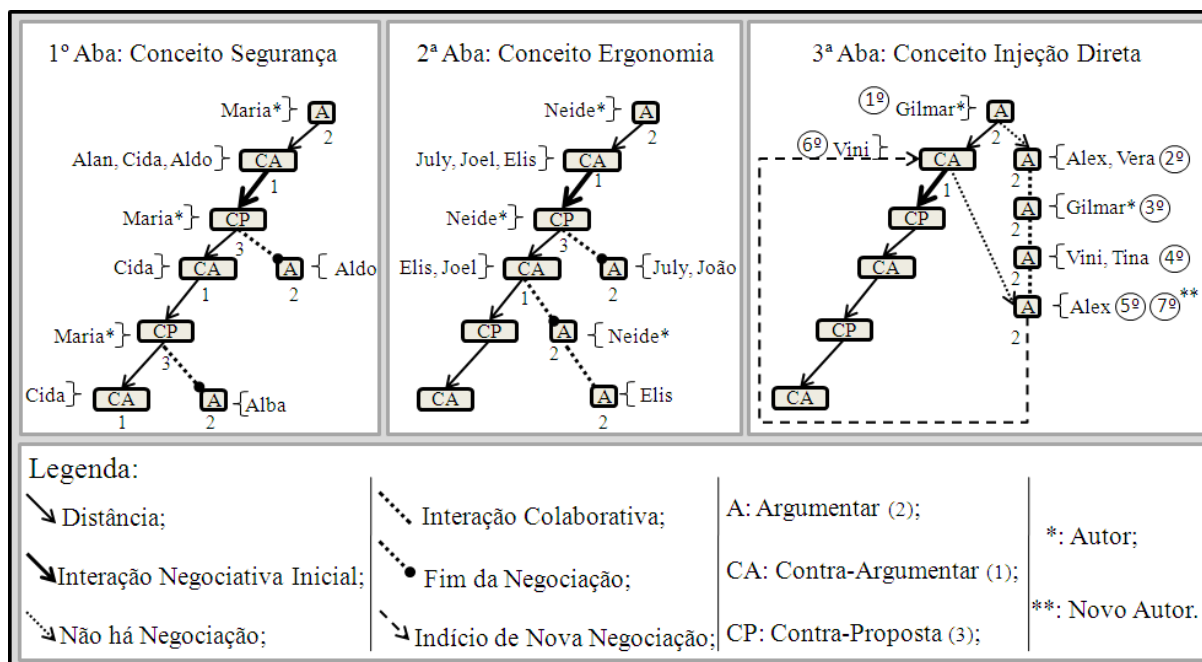 1º Aba: Conceito Segurança
Maria* A
2
Alan, Cida, Aldo CA
1
Maria* CP
3
Cida CA A Aldo
1 2
Maria* CP
3
Cida CA A Alba
1 2
2ª Aba: Conceito Ergonomia
Neide* A
2
July, Joel, Elis CA
1
Neide* CP
3
Elis, Joel CA A July, João
1 2
CP A Neide*
2
CA A Elis
2
3ª Aba: Conceito Injeção Direta
1º Gilmar* A
2
6º Vini CA A Alex, Vera 2º
1 2
CP A Gilmar* 3º
2
CA A Vini, Tina 4º
2
CP A Alex 5º 7º **
2
CA
Legenda:
Distância;
Interação Negociativa Inicial;
Não há Negociação;
Interação Colaborativa;
Fim da Negociação;
Indício de Nova Negociação;
A: Argumentar (2);
CA: Contra-Argumentar (1);
CP: Contra-Proposta (3);
*: Autor;
**: Novo Autor.